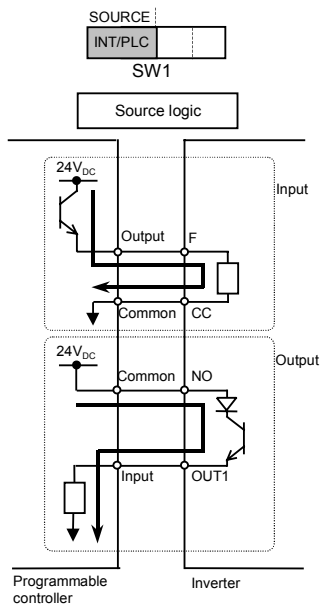 SOURCE
INT/PLC
SW1
Source logic
24VDC
Input
Output F
Common CC
24VDC
Output
Common NO
Input OUT1
Programmable
controller
Inverter